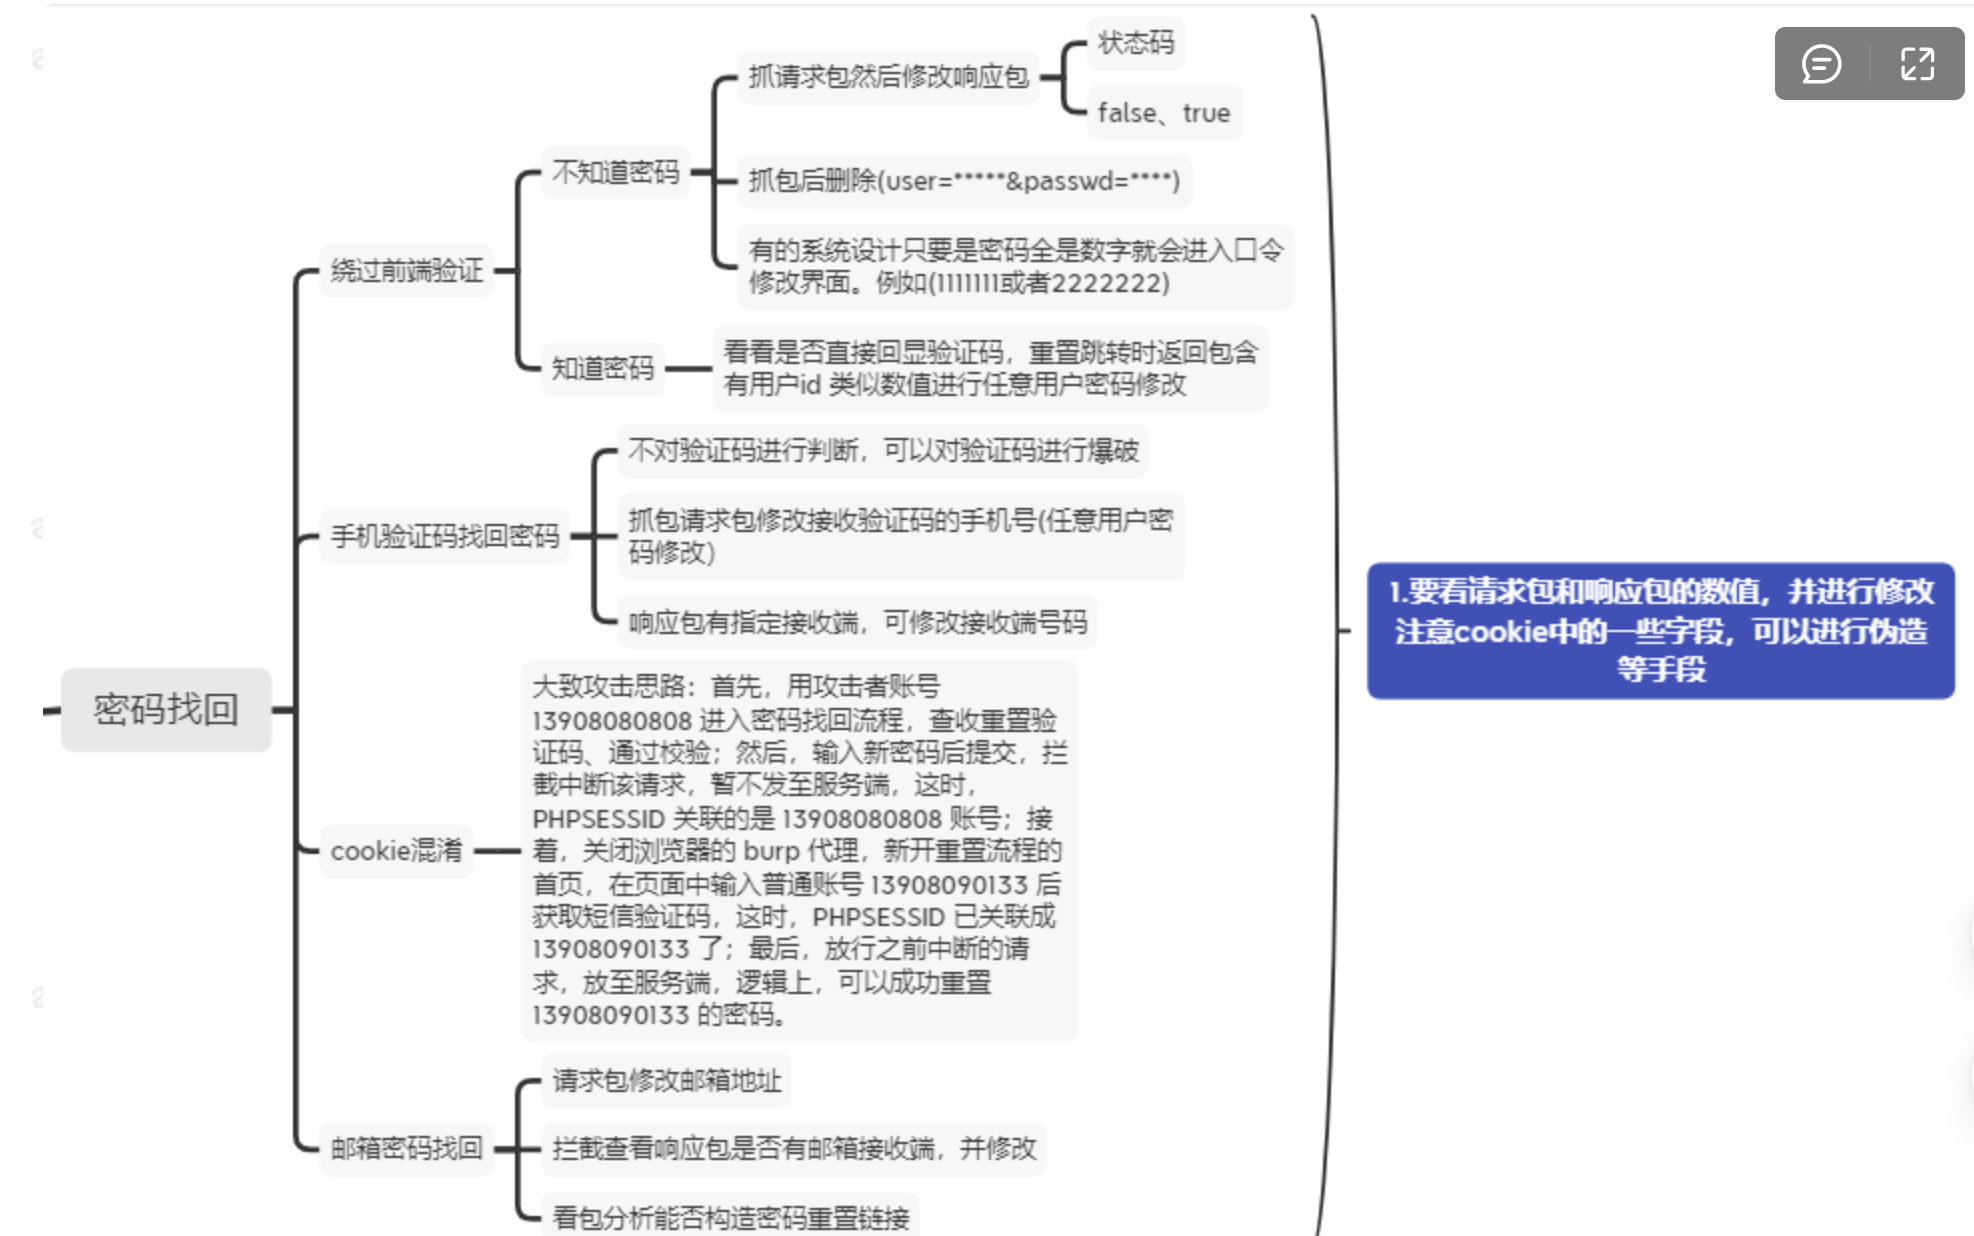 状态码
抓请求包然后修改响应包
false、true
不知道密码
抓包后删除(user=*****&passwd=****)
有的系统设计只要是密码全是数字就会进入口令
修改界面。例如(1111111或者2222222)
绕过前端验证
知道密码
看看是否直接回显验证码，重置跳转时返回包含
有用户id 类似数值进行任意用户密码修改
不对验证码进行判断，可以对验证码进行爆破
手机验证码找回密码
抓包请求包修改接收验证码的手机号(任意用户密
码修改)
响应包有指定接收端，可修改接收端号码
密码找回
大致攻击思路：首先，用攻击者账号
13908080808 进入密码找回流程，查收重置验
证码、通过校验；然后，输入新密码后提交，拦
截中断该请求，暂不发至服务端，这时，
PHPSESSID 关联的是 13908080808 账号；接
着，关闭浏览器的 burp 代理，新开重置流程的
首页，在页面中输入普通账号 13908090133 后
获取短信验证码，这时，PHPSESSID 已关联成
13908090133 了；最后，放行之前中断的请
求，放至服务端，逻辑上，可以成功重置
13908090133 的密码。
cookie混淆
请求包修改邮箱地址
邮箱密码找回
拦截查看响应包是否有邮箱接收端，并修改
看包分析能否构造密码重置链接
1.要看请求包和响应包的数值，并进行修改
注意cookie中的一些字段，可以进行伪造
等手段